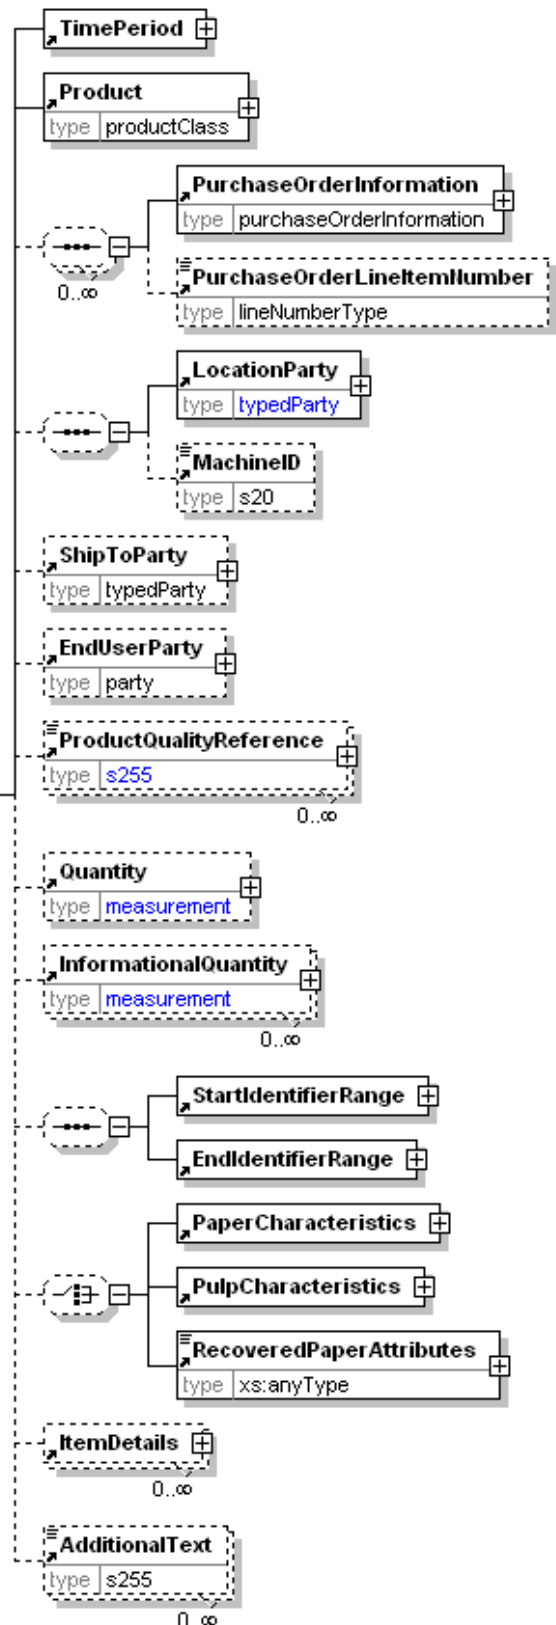 TimePeriod
Product
type productClass
PurchaseOrderInformation
type purchaseOrderInformation
0..∞
PurchaseOrderLineItemNumber
type lineNumberType
LocationParty
type typedParty
MachineID
type s20
ShipToParty
type typedParty
EndUserParty
type party
ProductQualityReference
type s255
0..∞
Quantity
type measurement
InformationalQuantity
type measurement
0..∞
StartIdentifierRange
EndIdentifierRange
PaperCharacteristics
PulpCharacteristics
RecoveredPaperAttributes
type xs:anyType
ItemDetails
0..∞
AdditionalText
type s255
0..∞